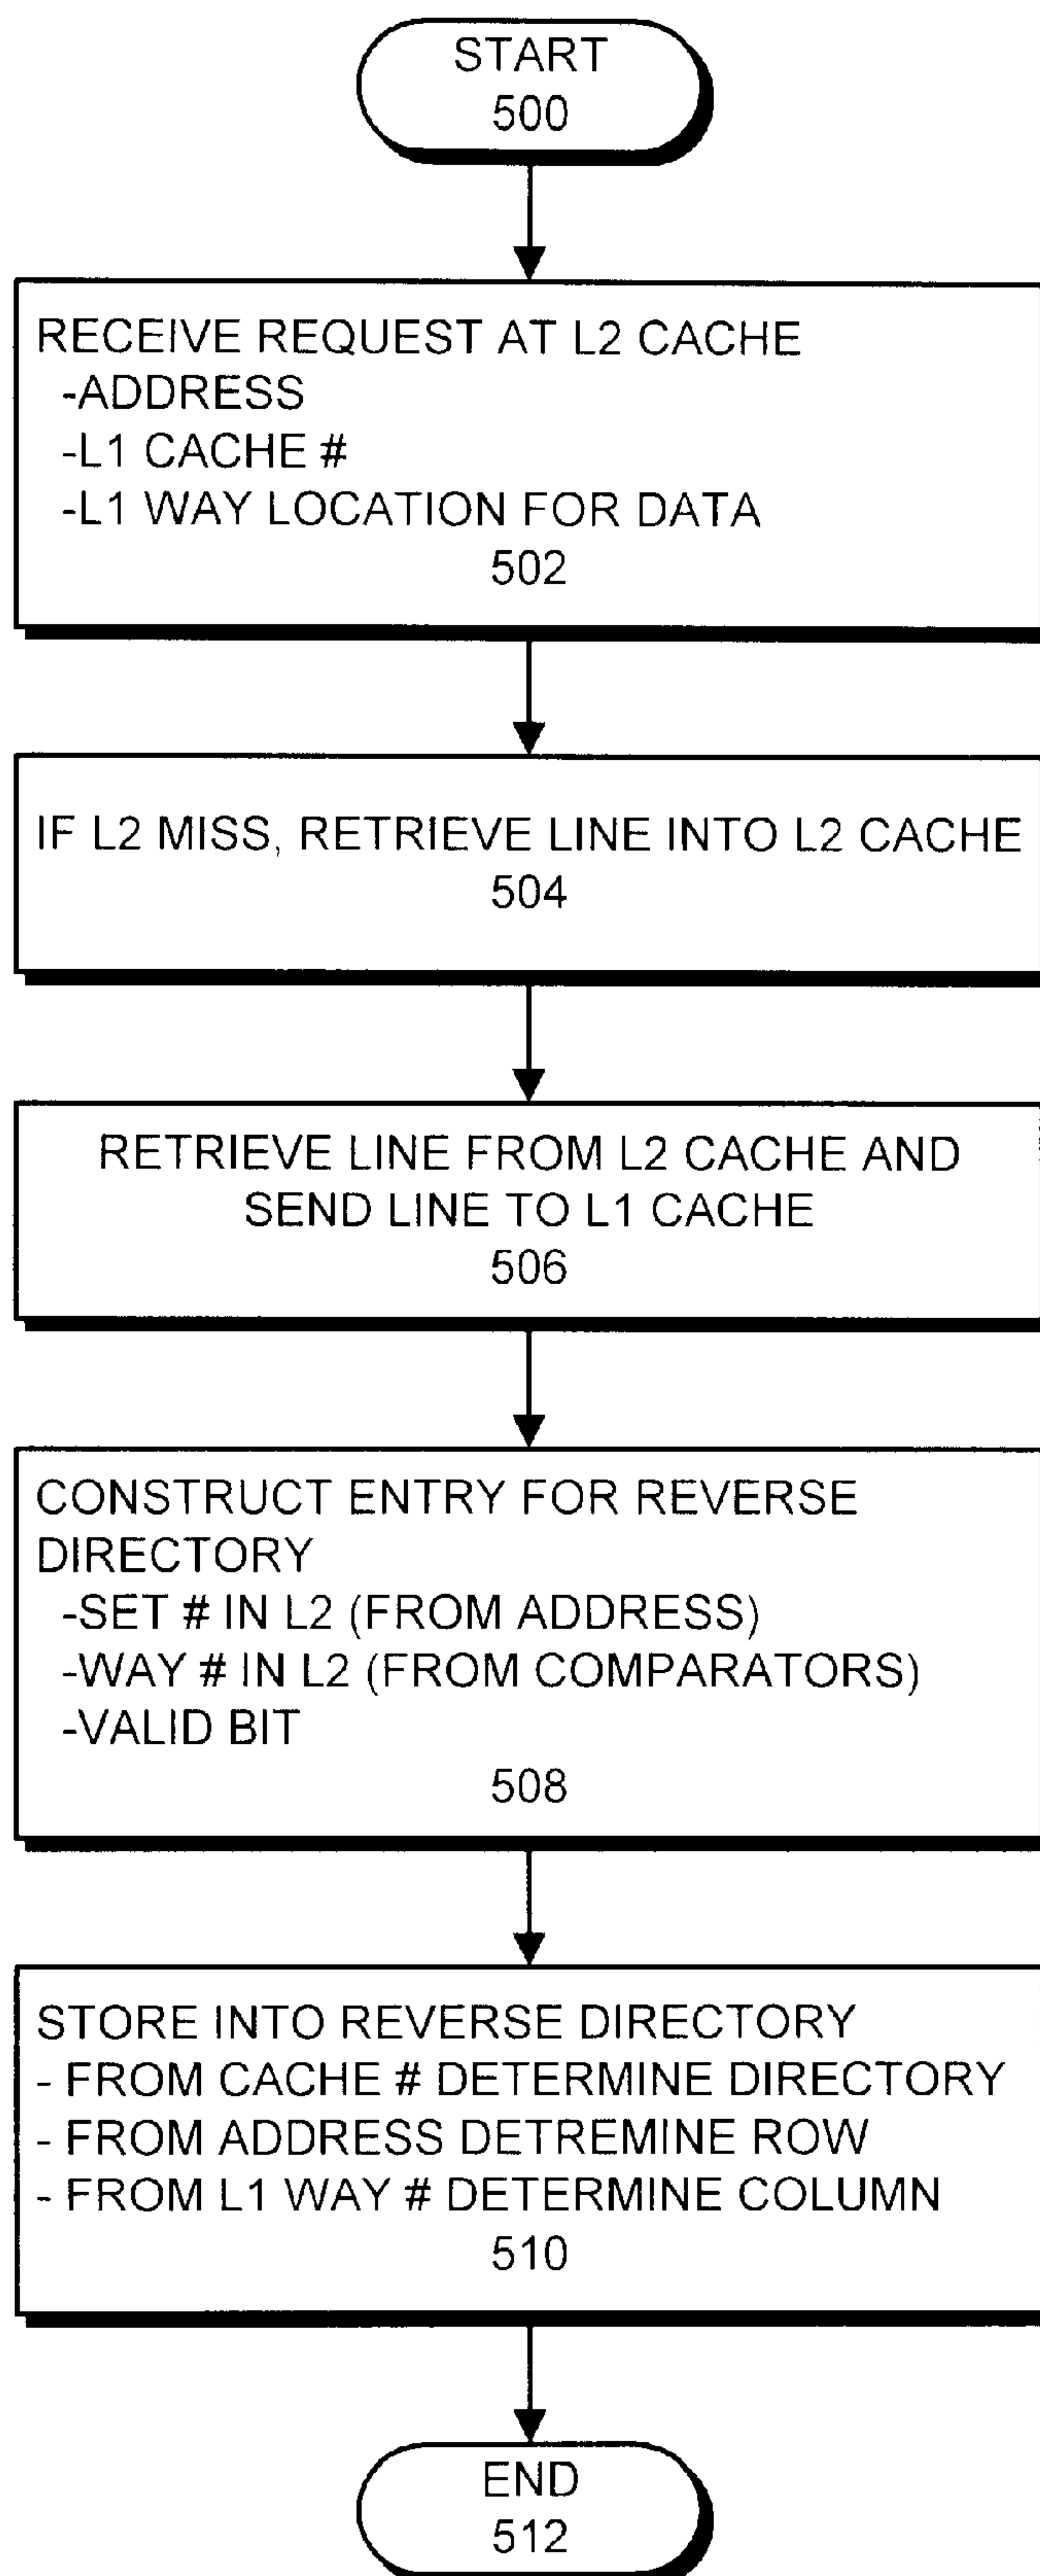 START
500
RECEIVE REQUEST AT L2 CACHE
-ADDRESS
-L1 CACHE #
-L1 WAY LOCATION FOR DATA
502
IF L2 MISS, RETRIEVE LINE INTO L2 CACHE
504
RETRIEVE LINE FROM L2 CACHE AND
SEND LINE TO L1 CACHE
506
CONSTRUCT ENTRY FOR REVERSE
DIRECTORY
-SET # IN L2 (FROM ADDRESS)
-WAY # IN L2 (FROM COMPARATORS)
-VALID BIT
508
STORE INTO REVERSE DIRECTORY
- FROM CACHE # DETERMINE DIRECTORY
- FROM ADDRESS DETREMINE ROW
- FROM L1 WAY # DETERMINE COLUMN
510
END
512